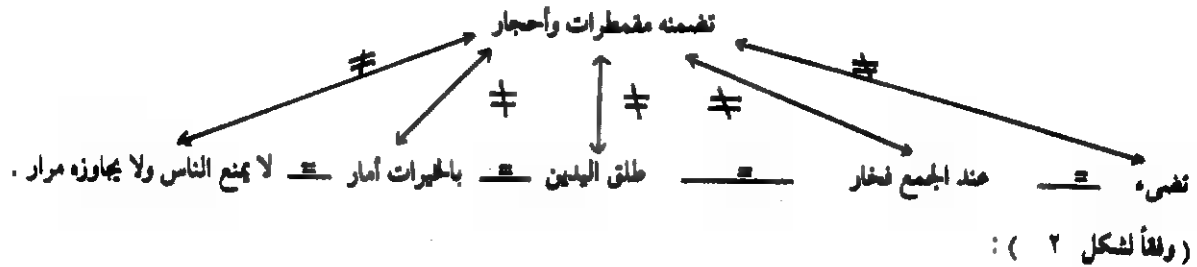 تضمنه مقمطرات وأحجار
≠ ≠ ≠ ≠ ≠
تضيء = عند الجمع فخار = طلق اليدين = بالخيرات أمار = لا يمنع الناس ولا يجاوزه مرار .
( وفقاً لشكل ٢ ) :